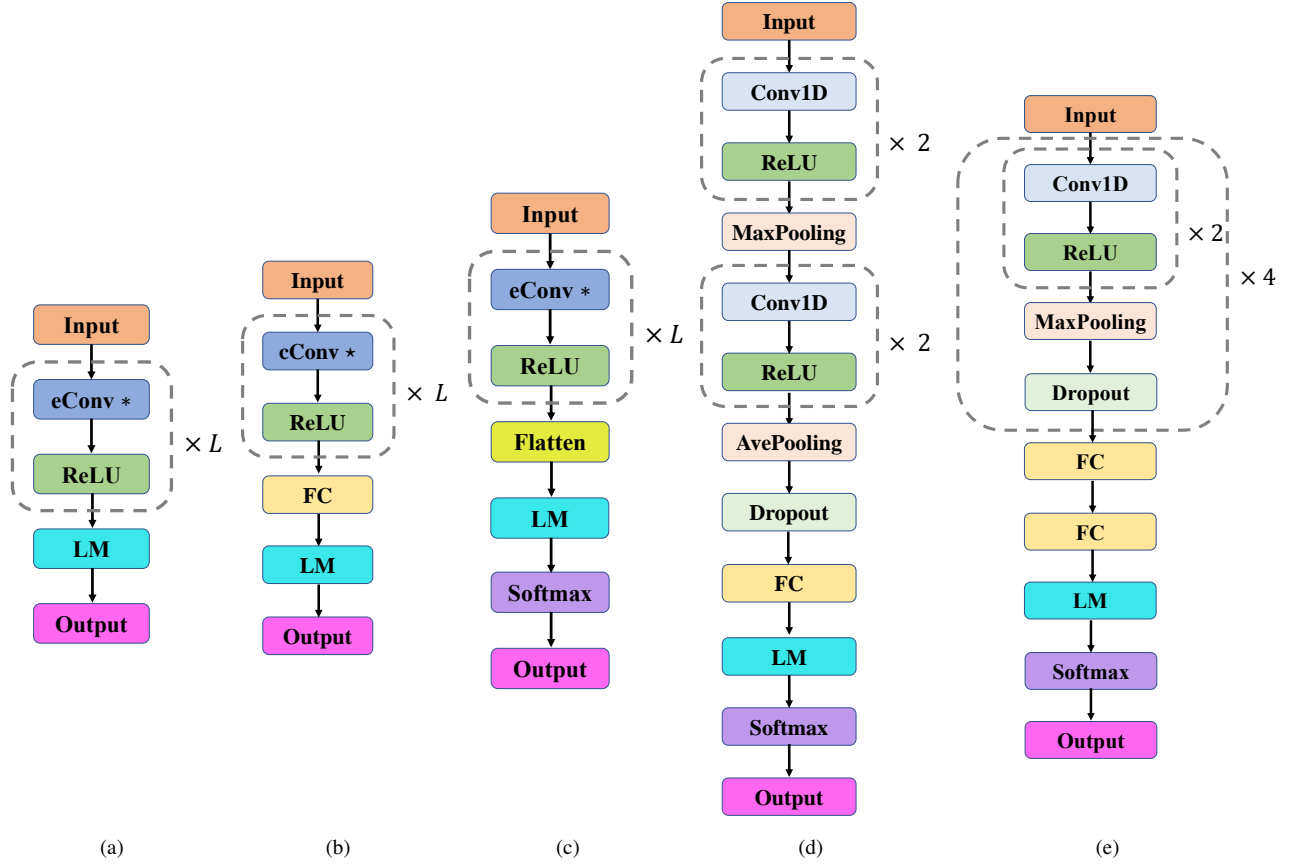 Input
eConv ∗
ReLU
× L
LM
Output
(a)
Input
cConv ⋆
ReLU
× L
FC
LM
Output
(b)
Input
eConv ∗
ReLU
× L
Flatten
LM
Softmax
Output
(c)
Input
Conv1D
ReLU
× 2
MaxPooling
Conv1D
ReLU
× 2
AvePooling
Dropout
FC
LM
Softmax
Output
(d)
Input
Conv1D
ReLU
× 2
MaxPooling
× 4
Dropout
FC
FC
LM
Softmax
Output
(e)